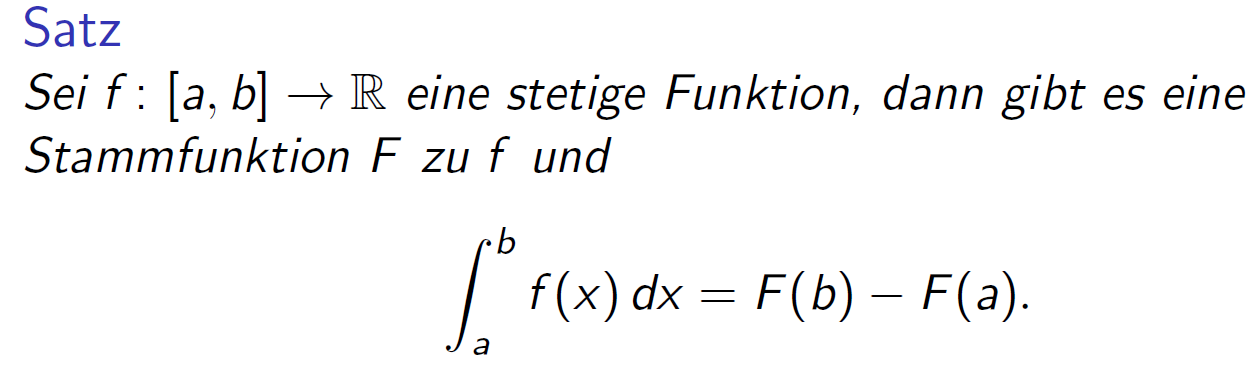 Satz
Sei f : [a, b] → ℝ eine stetige Funktion, dann gibt es eine
Stammfunktion F zu f und
∫_a^b f(x) dx = F(b) − F(a).